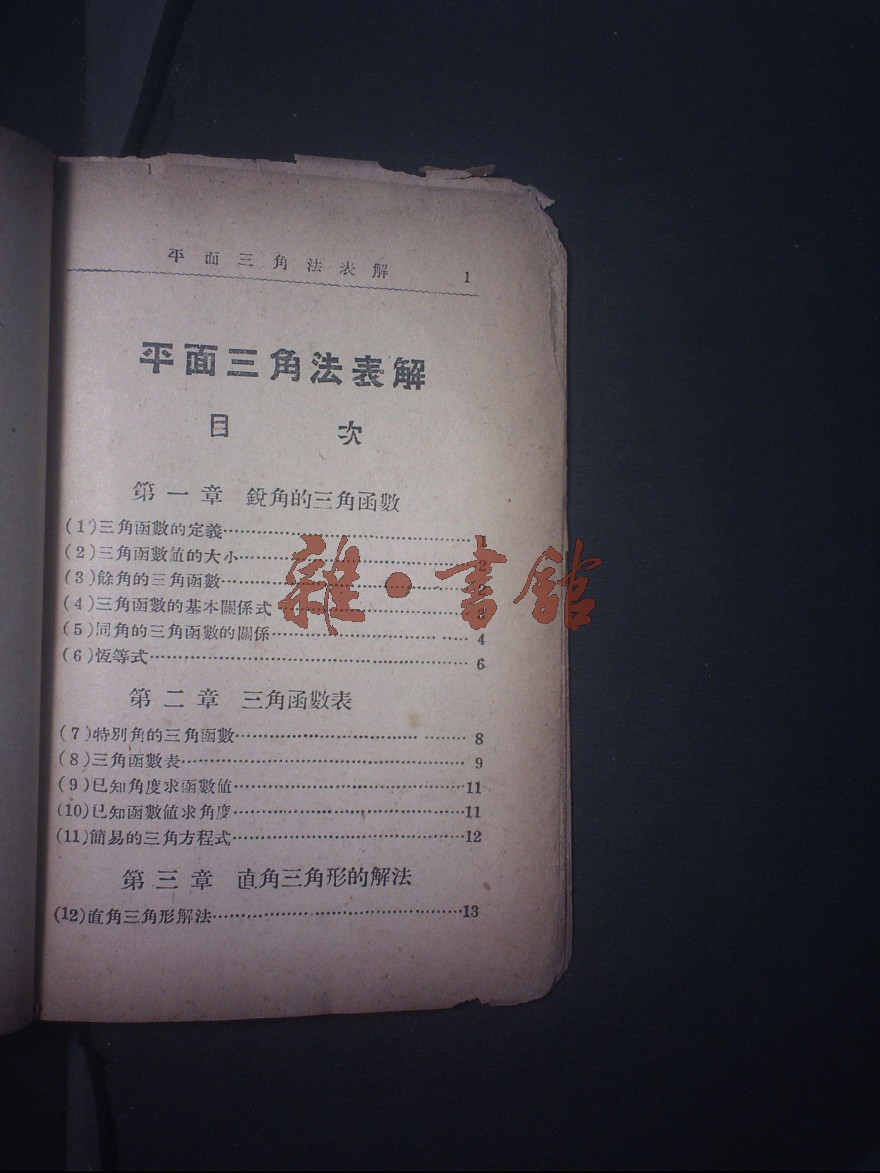 平面三角法表解 1
平面三角法表解
目 次
第一章 銳角的三角函數
(1)三角函數的定義……………………………1
(2)三角函數値的大小……………………………2
(3)餘角的三角函數……………………………2
(4)三角函數的基本關係式……………………………3
(5)同角的三角函數的關係……………………………4
(6)恆等式……………………………6
第二章 三角函數表
(7)特別角的三角函數……………………………8
(8)三角函數表……………………………9
(9)已知角度求函數値……………………………11
(10)已知函數値求角度……………………………11
(11)簡易的三角方程式……………………………12
第三章 直角三角形的解法
(12)直角三角形解法……………………………13
雜·書館